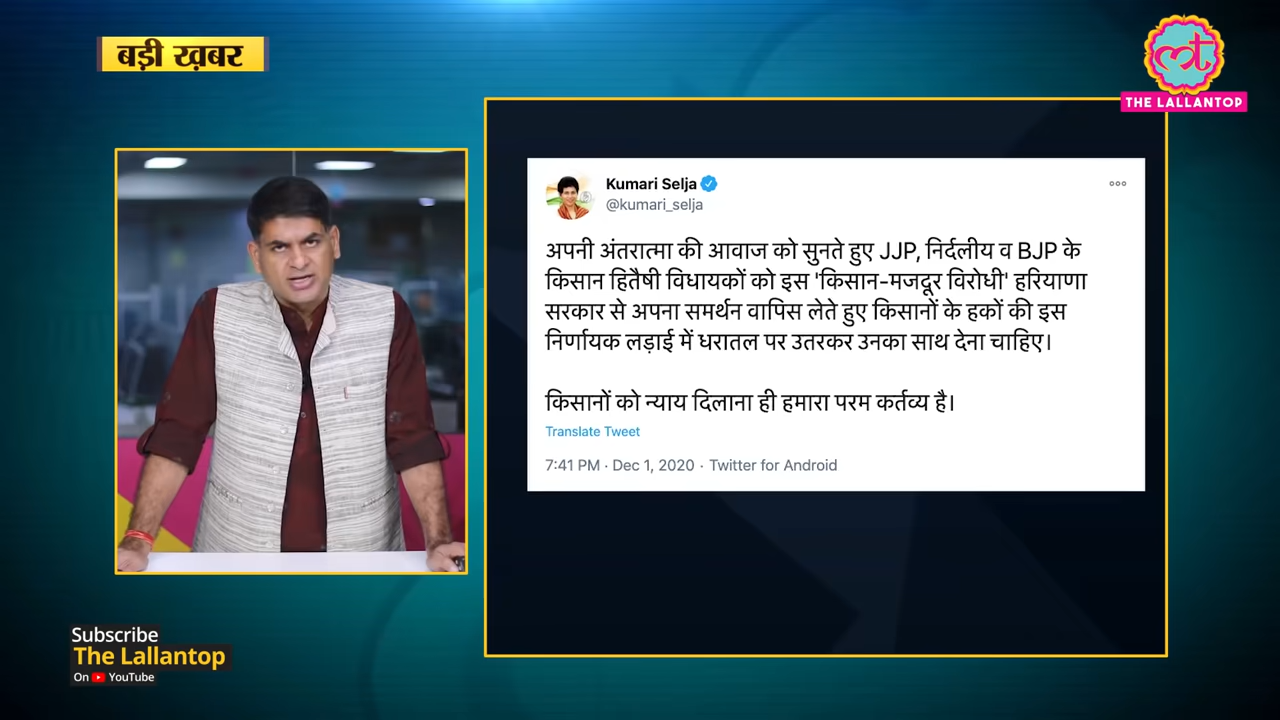 बड़ी ख़बर
lt
THE LALLANTOP
Kumari Selja
@kumari_selja
अपनी अंतरात्मा की आवाज को सुनते हुए JJP, निर्दलीय व BJP के
किसान हितैषी विधायकों को इस 'किसान-मजदूर विरोधी' हरियाणा
सरकार से अपना समर्थन वापिस लेते हुए किसानों के हकों की इस
निर्णायक लड़ाई में धरातल पर उतरकर उनका साथ देना चाहिए।
किसानों को न्याय दिलाना ही हमारा परम कर्तव्य है।
Translate Tweet
7:41 PM · Dec 1, 2020 · Twitter for Android
Subscribe
The Lallantop
On YouTube